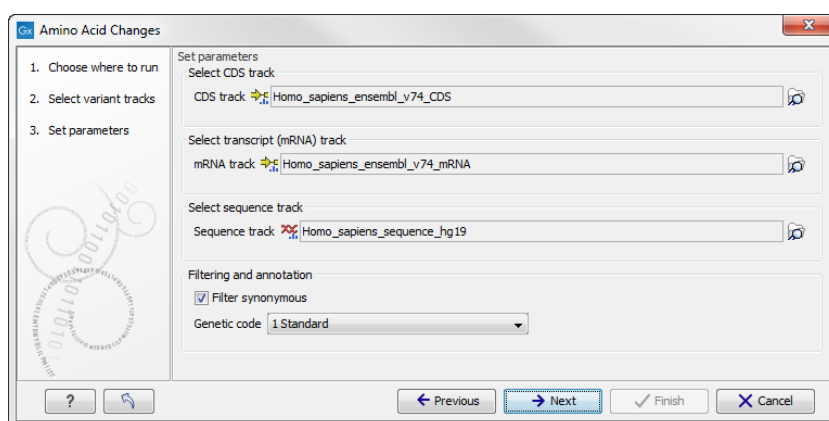 Gx Amino Acid Changes
1. Choose where to run
2. Select variant tracks
3. Set parameters
Set parameters
Select CDS track
CDS track Homo_sapiens_ensembl_v74_CDS
Select transcript (mRNA) track
mRNA track Homo_sapiens_ensembl_v74_mRNA
Select sequence track
Sequence track Homo_sapiens_sequence_hg19
Filtering and annotation
Filter synonymous
Genetic code 1 Standard
? Previous Next Finish Cancel